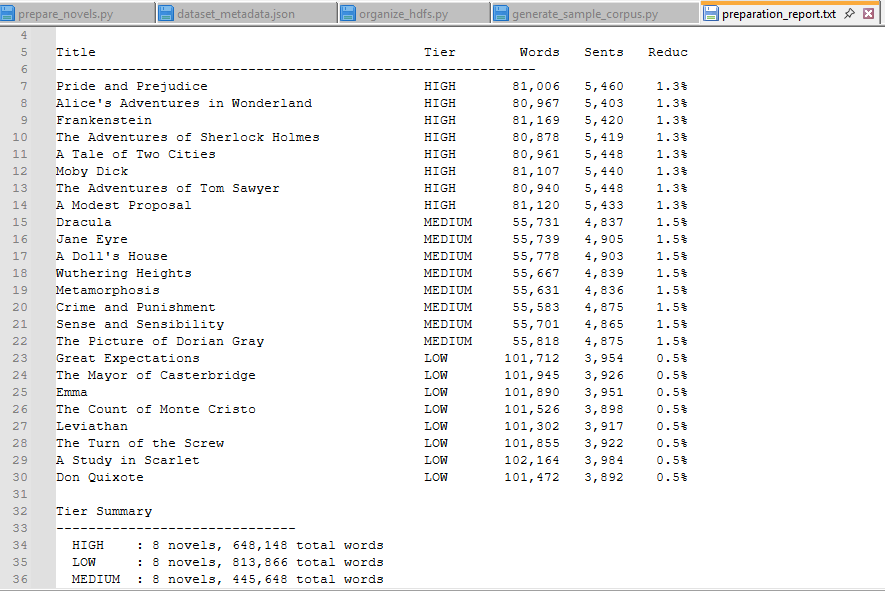 prepare_novels.py dataset_metadata.json organize_hdfs.py generate_sample_corpus.py preparation_report.txt
4
5 Title Tier Words Sents Reduc
6 ------------------------------------------------------------
7 Pride and Prejudice HIGH 81,006 5,460 1.3%
8 Alice's Adventures in Wonderland HIGH 80,967 5,403 1.3%
9 Frankenstein HIGH 81,169 5,420 1.3%
10 The Adventures of Sherlock Holmes HIGH 80,878 5,419 1.3%
11 A Tale of Two Cities HIGH 80,961 5,448 1.3%
12 Moby Dick HIGH 81,107 5,440 1.3%
13 The Adventures of Tom Sawyer HIGH 80,940 5,448 1.3%
14 A Modest Proposal HIGH 81,120 5,433 1.3%
15 Dracula MEDIUM 55,731 4,837 1.5%
16 Jane Eyre MEDIUM 55,739 4,905 1.5%
17 A Doll's House MEDIUM 55,778 4,903 1.5%
18 Wuthering Heights MEDIUM 55,667 4,839 1.5%
19 Metamorphosis MEDIUM 55,631 4,836 1.5%
20 Crime and Punishment MEDIUM 55,583 4,875 1.5%
21 Sense and Sensibility MEDIUM 55,701 4,865 1.5%
22 The Picture of Dorian Gray MEDIUM 55,818 4,875 1.5%
23 Great Expectations LOW 101,712 3,954 0.5%
24 The Mayor of Casterbridge LOW 101,945 3,926 0.5%
25 Emma LOW 101,890 3,951 0.5%
26 The Count of Monte Cristo LOW 101,526 3,898 0.5%
27 Leviathan LOW 101,302 3,917 0.5%
28 The Turn of the Screw LOW 101,855 3,922 0.5%
29 A Study in Scarlet LOW 102,164 3,984 0.5%
30 Don Quixote LOW 101,472 3,892 0.5%
31
32 Tier Summary
33 ------------------------------
34 HIGH : 8 novels, 648,148 total words
35 LOW : 8 novels, 813,866 total words
36 MEDIUM : 8 novels, 445,648 total words